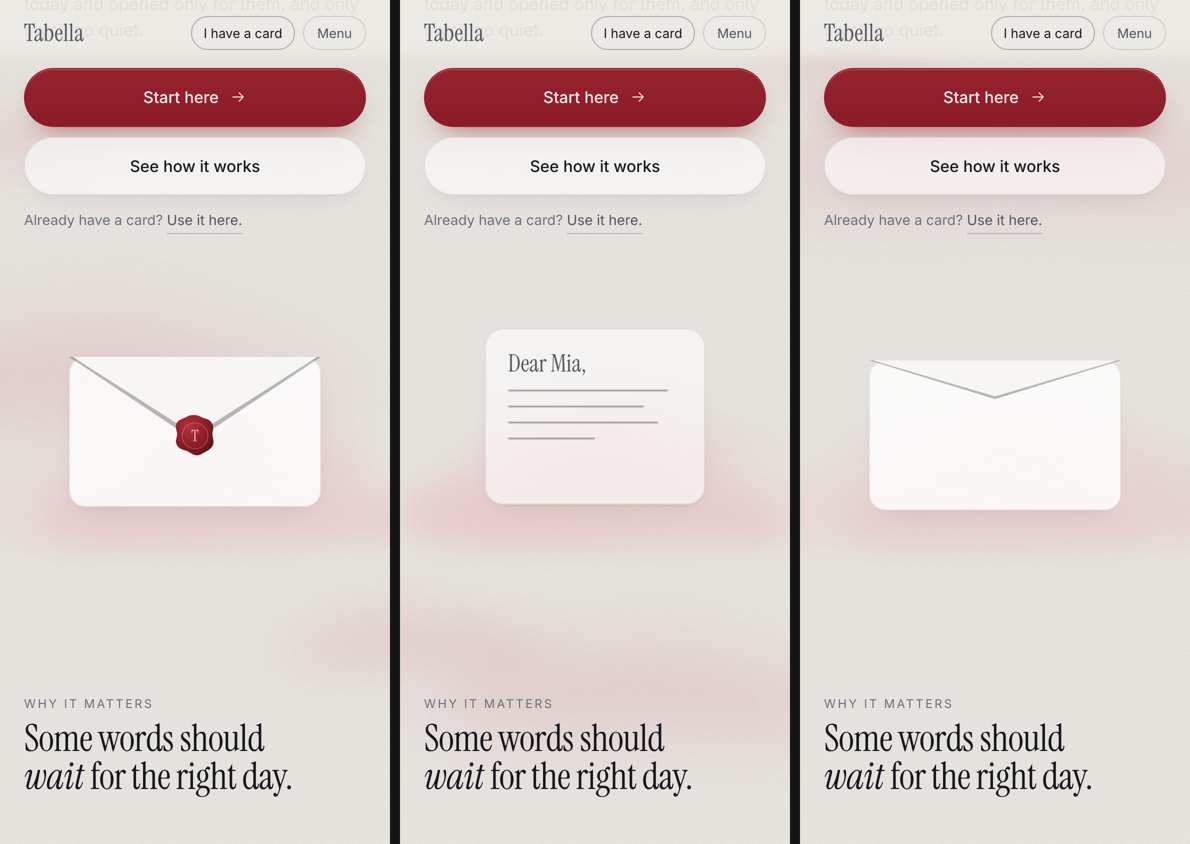 today and opened only for them, and only
Tabella
o quiet.
I have a card
Menu
Start here →
See how it works
Already have a card? Use it here.
T
WHY IT MATTERS
Some words should
wait for the right day.
today and opened only for them, and only
Tabella
o quiet.
I have a card
Menu
Start here →
See how it works
Already have a card? Use it here.
Dear Mia,
WHY IT MATTERS
Some words should
wait for the right day.
today and opened only for them, and only
Tabella
o quiet.
I have a card
Menu
Start here →
See how it works
Already have a card? Use it here.
WHY IT MATTERS
Some words should
wait for the right day.